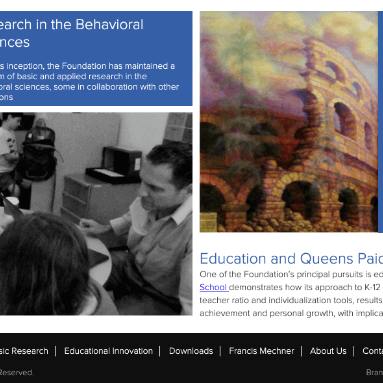 earch in the Behavioral
nces
s inception, the Foundation has maintained a
m of basic and applied research in the
oral sciences, some in collaboration with other
ons
Education and Queens Paid
One of the Foundation's principal pursuits is ed
School demonstrates how its approach to K-12
teacher ratio and individualization tools, results
achievement and personal growth, with implica
sic Research | Educational Innovation | Downloads | Francis Mechner | About Us | Conta
Reserved.
Bran